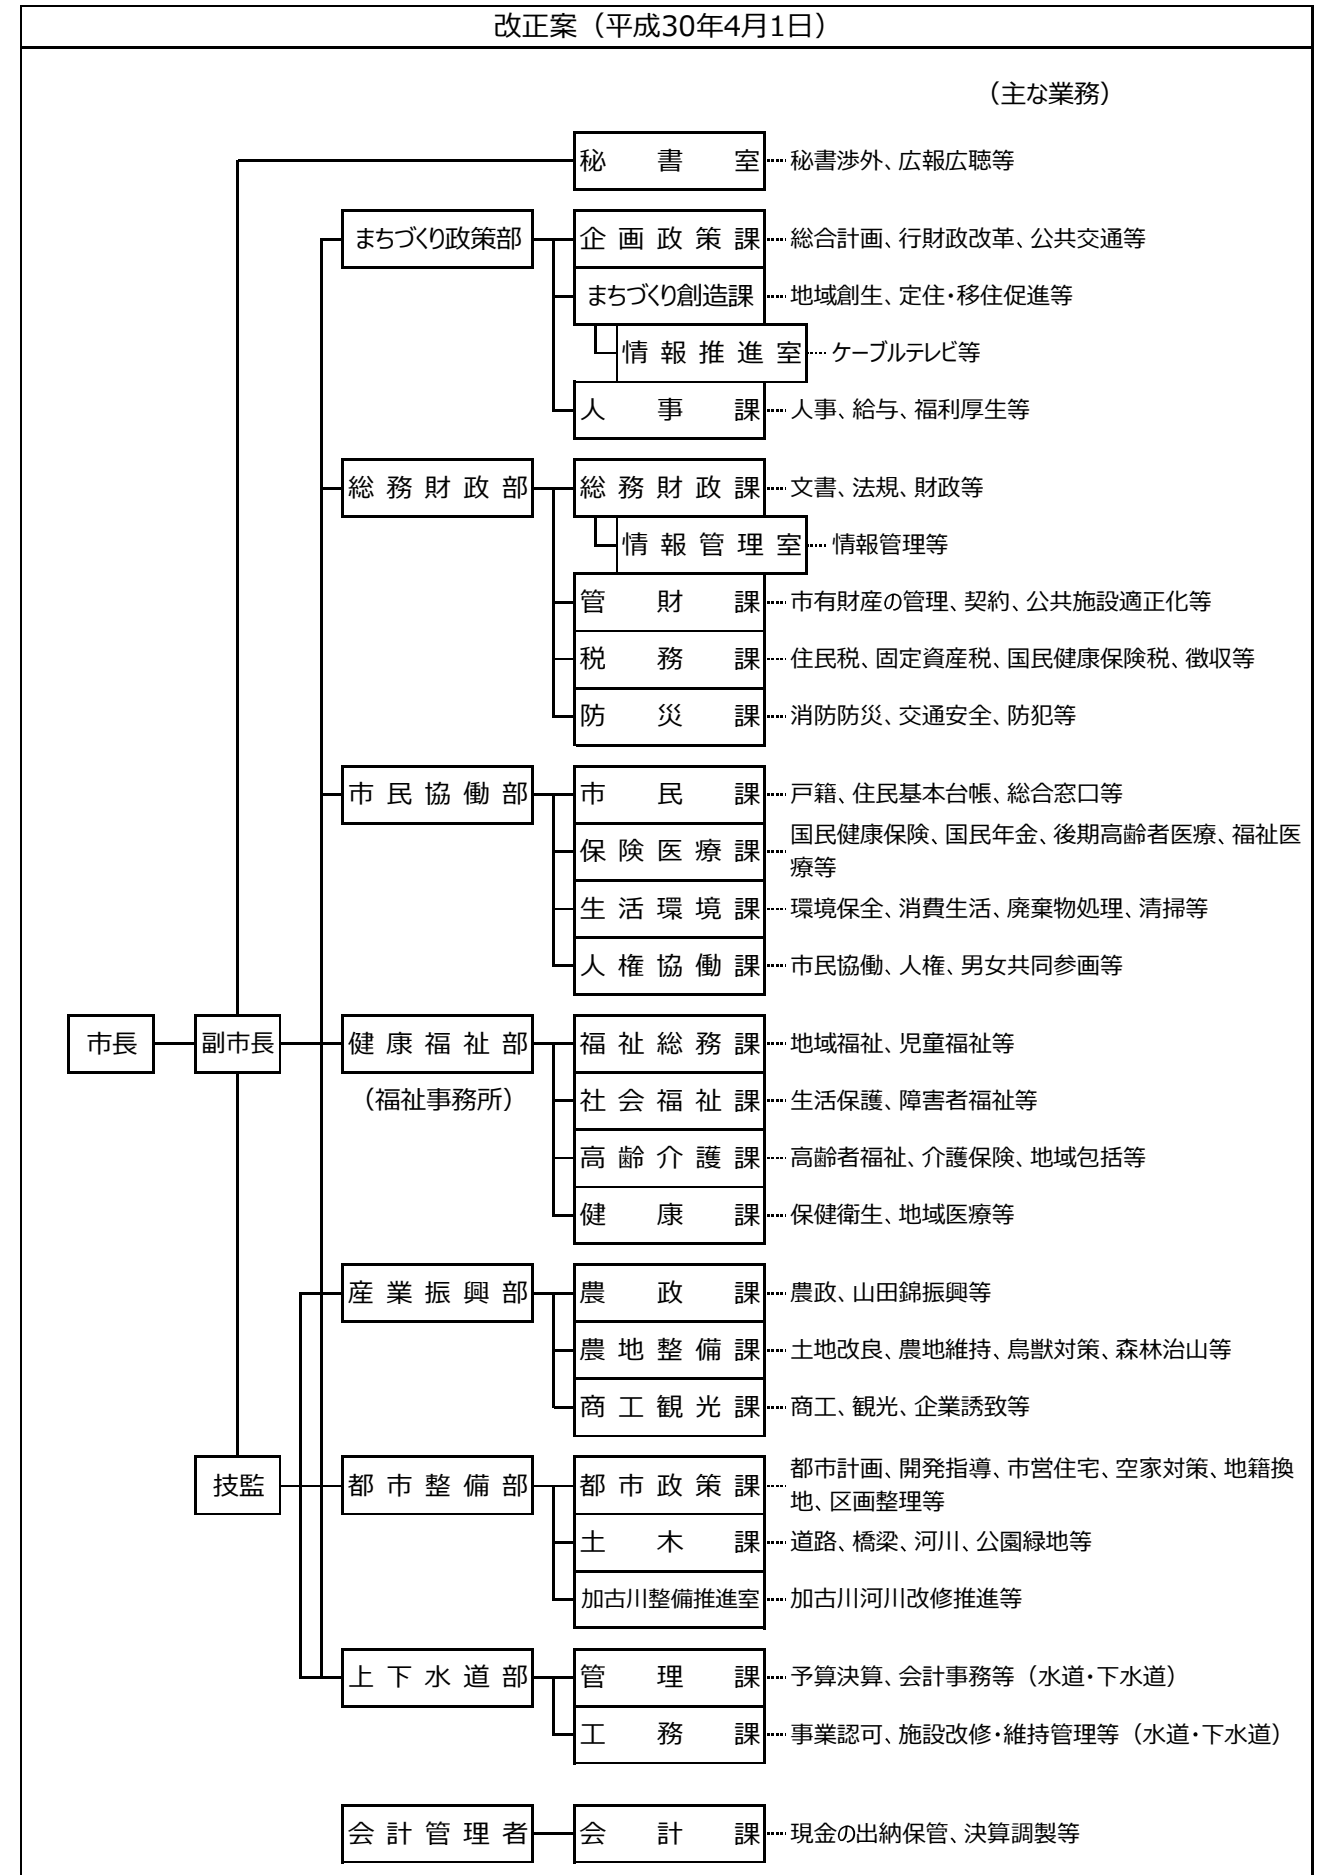 改正案（平成30年4月1日）
（主な業務）
秘書室 秘書渉外、広報広聴等
まちづくり政策部 企画政策課 総合計画、行財政改革、公共交通等
まちづくり創造課 地域創生、定住・移住促進等
情報推進室 ケーブルテレビ等
人事課 人事、給与、福利厚生等
総務財政部 総務財政課 文書、法規、財政等
情報管理室 情報管理等
管財課 市有財産の管理、契約、公共施設適正化等
税務課 住民税、固定資産税、国民健康保険税、徴収等
防災課 消防防災、交通安全、防犯等
市民協働部 市民課 戸籍、住民基本台帳、総合窓口等
保険医療課 国民健康保険、国民年金、後期高齢者医療、福祉医
療等
生活環境課 環境保全、消費生活、廃棄物処理、清掃等
人権協働課 市民協働、人権、男女共同参画等
市長 副市長 健康福祉部 福祉総務課 地域福祉、児童福祉等
（福祉事務所） 社会福祉課 生活保護、障害者福祉等
高齢介護課 高齢者福祉、介護保険、地域包括等
健康課 保健衛生、地域医療等
産業振興部 農政課 農政、山田錦振興等
農地整備課 土地改良、農地維持、鳥獣対策、森林治山等
商工観光課 商工、観光、企業誘致等
技監 都市整備部 都市政策課 都市計画、開発指導、市営住宅、空家対策、地籍換
地、区画整理等
土木課 道路、橋梁、河川、公園緑地等
加古川整備推進室 加古川河川改修推進等
上下水道部 管理課 予算決算、会計事務等（水道・下水道）
工務課 事業認可、施設改修・維持管理等（水道・下水道）
会計管理者 会計課 現金の出納保管、決算調製等